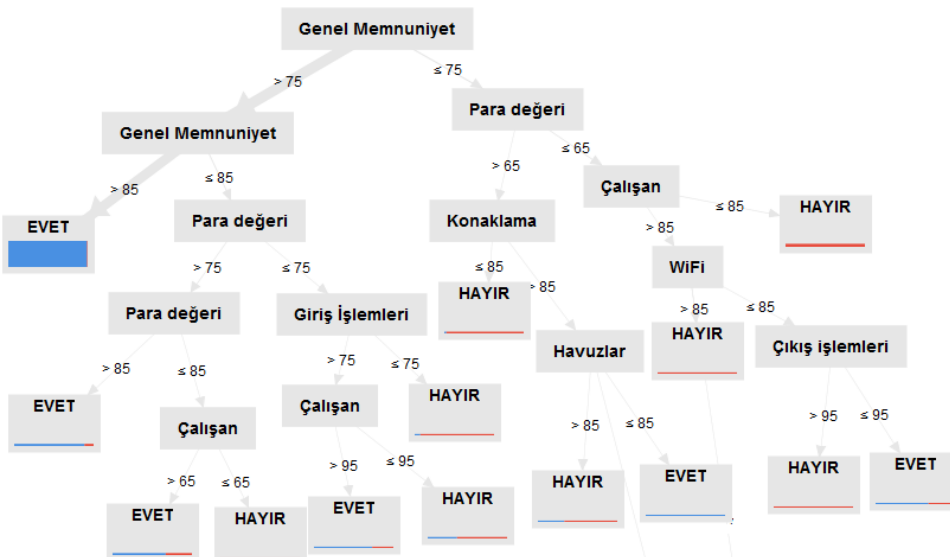 Genel Memnuniyet
> 75
≤ 75
Genel Memnuniyet
Para değeri
> 85
≤ 85
> 65
≤ 65
EVET
Para değeri
Konaklama
Çalışan
≤ 85
HAYIR
> 85
> 75
≤ 75
≤ 85
> 85
WiFi
Para değeri
Giriş İşlemleri
HAYIR
Havuzlar
> 85
≤ 85
HAYIR
Çıkış işlemleri
> 85
≤ 85
> 75
≤ 75
EVET
Çalışan
Çalışan
HAYIR
> 85
≤ 85
> 95
≤ 95
> 65
≤ 65
> 95
≤ 95
EVET
HAYIR
EVET
HAYIR
HAYIR
EVET
HAYIR
EVET